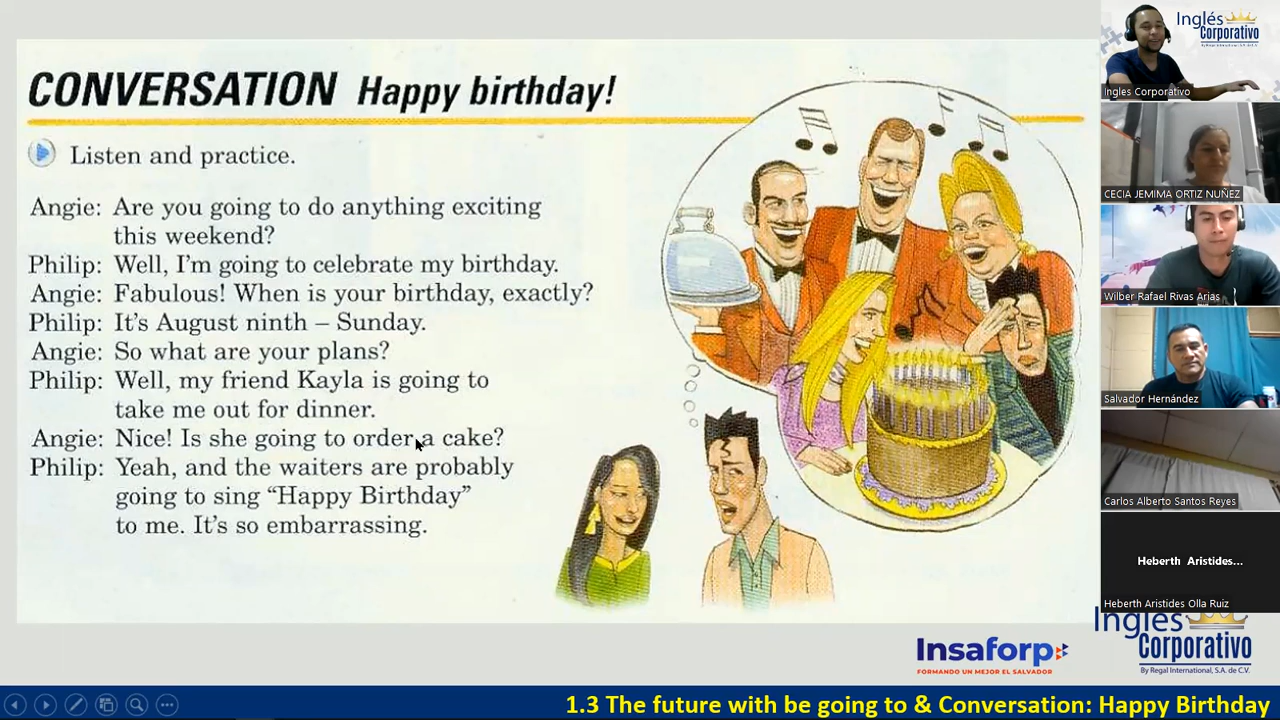 CONVERSATION Happy birthday!
Listen and practice.
Angie: Are you going to do anything exciting
this weekend?
Philip: Well, I'm going to celebrate my birthday.
Angie: Fabulous! When is your birthday, exactly?
Philip: It's August ninth – Sunday.
Angie: So what are your plans?
Philip: Well, my friend Kayla is going to
take me out for dinner.
Angie: Nice! Is she going to order a cake?
Philip: Yeah, and the waiters are probably
going to sing “Happy Birthday”
to me. It's so embarrassing.
Inglés
Corporativo
By Regal International, S.A. de C.V.
Ingles Corporativo
CECIA JEMIMA ORTIZ NUÑEZ
Wilber Rafael Rivas Arias
Salvador Hernández
Carlos Alberto Santos Reyes
Heberth Aristides...
Heberth Aristides Olla Ruiz
Insaforp
FORMANDO UN MEJOR EL SALVADOR
Inglés
Corporativo
By Regal International, S.A. de C.V.
1.3 The future with be going to & Conversation: Happy Birthday